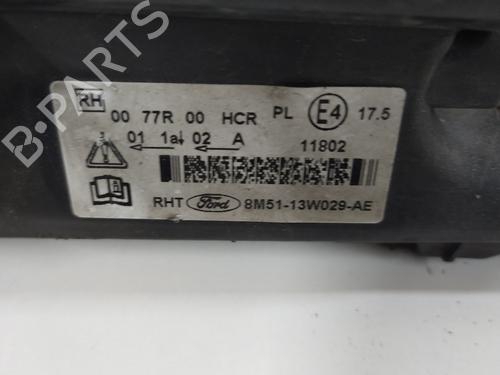 B-PARTS
RH
00 77R 00 HCR PL E4 17.5
01 1a 02 A
11802
RHT Ford 8M51-13W029-AE